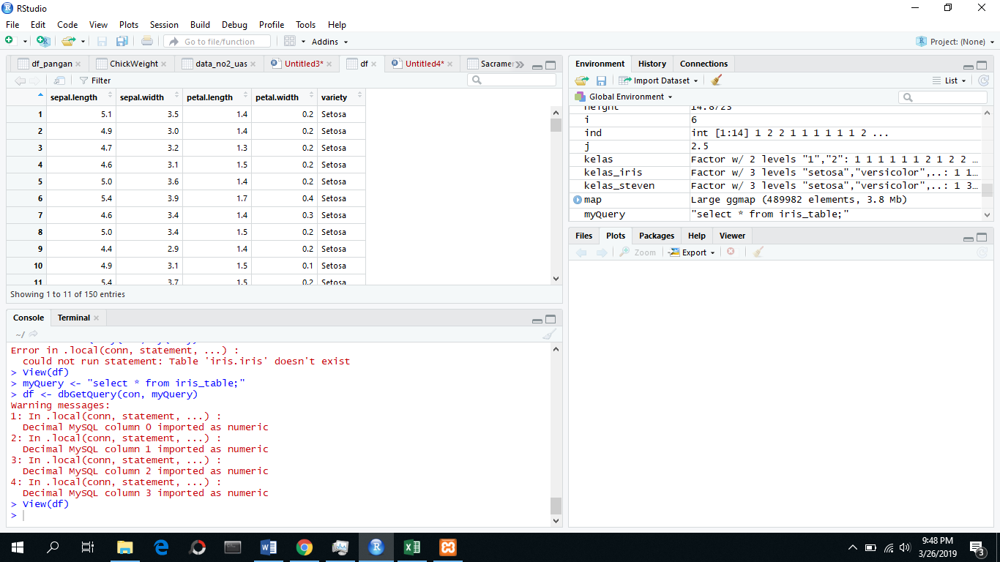 RStudio
File Edit Code View Plots Session Build Debug Profile Tools Help
Go to file/function Addins Project: (None)
df_pangan ChickWeight data_no2_uas Untitled3* df Untitled4* Sacramer
Filter
sepal.length sepal.width petal.length petal.width variety
1 5.1 3.5 1.4 0.2 Setosa
2 4.9 3.0 1.4 0.2 Setosa
3 4.7 3.2 1.3 0.2 Setosa
4 4.6 3.1 1.5 0.2 Setosa
5 5.0 3.6 1.4 0.2 Setosa
6 5.4 3.9 1.7 0.4 Setosa
7 4.6 3.4 1.4 0.3 Setosa
8 5.0 3.4 1.5 0.2 Setosa
9 4.4 2.9 1.4 0.2 Setosa
10 4.9 3.1 1.5 0.1 Setosa
11 5.4 3.7 1.5 0.2 Setosa
Showing 1 to 11 of 150 entries
Console Terminal
~/
Error in .local(conn, statement, ...) :
could not run statement: Table 'iris.iris' doesn't exist
> View(df)
> myQuery <- "select * from iris_table;"
> df <- dbGetQuery(con, myQuery)
Warning messages:
1: In .local(conn, statement, ...) :
Decimal MySQL column 0 imported as numeric
2: In .local(conn, statement, ...) :
Decimal MySQL column 1 imported as numeric
3: In .local(conn, statement, ...) :
Decimal MySQL column 2 imported as numeric
4: In .local(conn, statement, ...) :
Decimal MySQL column 3 imported as numeric
> View(df)
>
Environment History Connections
Import Dataset List
Global Environment
height 14.8723
i 6
ind int [1:14] 1 2 2 1 1 1 1 1 1 2 ...
j 2.5
kelas Factor w/ 2 levels "1","2": 1 1 1 1 1 1 2 1 2 2 …
kelas_iris Factor w/ 3 levels "setosa","versicolor",..: 1 1…
kelas_steven Factor w/ 3 levels "setosa","versicolor",..: 1 3…
map Large ggmap (489982 elements, 3.8 Mb)
myQuery "select * from iris_table;"
Files Plots Packages Help Viewer
Zoom Export
9:48 PM
3/26/2019
3